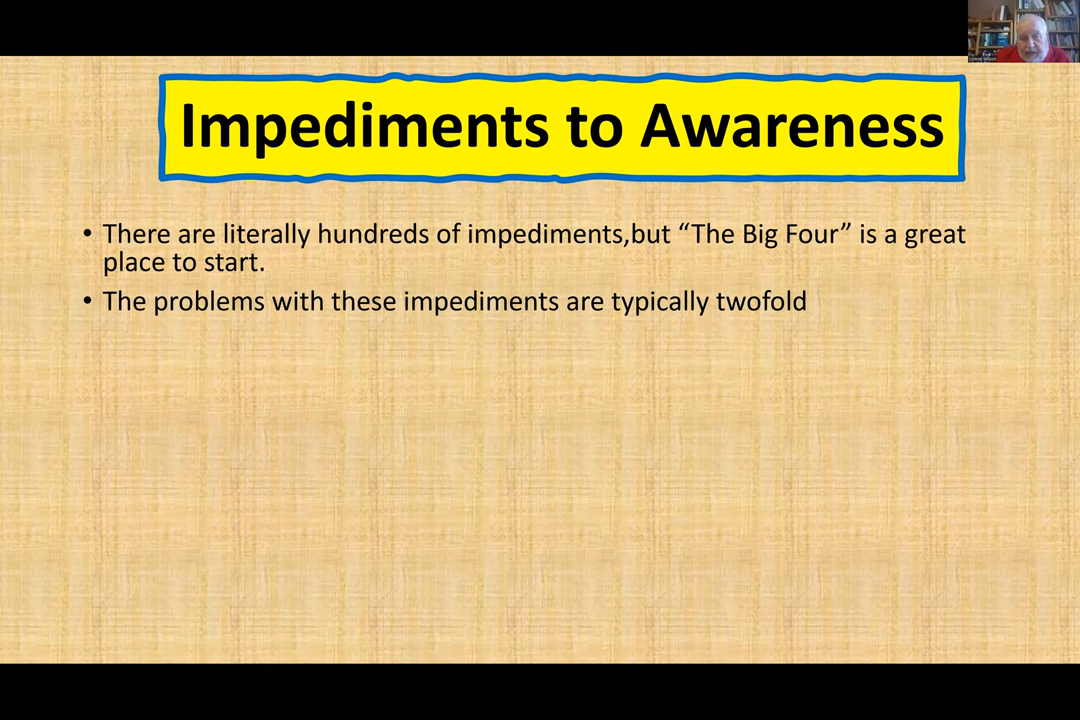 Impediments to Awareness
• There are literally hundreds of impediments,but “The Big Four” is a great
place to start.
• The problems with these impediments are typically twofold